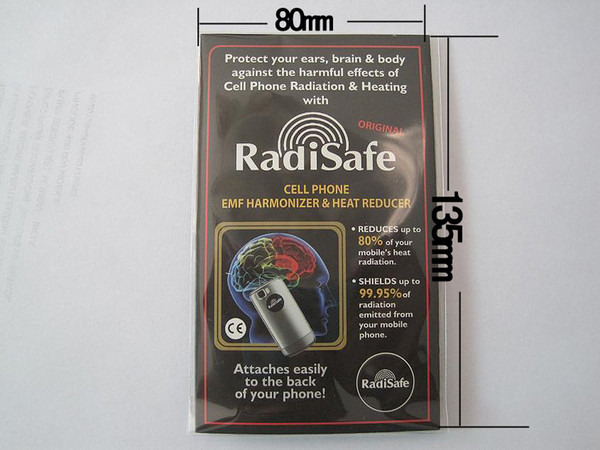 80mm
Protect your ears, brain & body
against the harmful effects of
Cell Phone Radiation & Heating
with
ORIGINAL
RadiSafe
CELL PHONE
EMF HARMONIZER & HEAT REDUCER
• REDUCES up to
80% of your
mobile's heat
radiation.
• SHIELDS up to
99.95% of
radiation
emitted from
your mobile
phone.
RadiSafe
CE
Attaches easily
to the back
of your phone!
RadiSafe
135mm